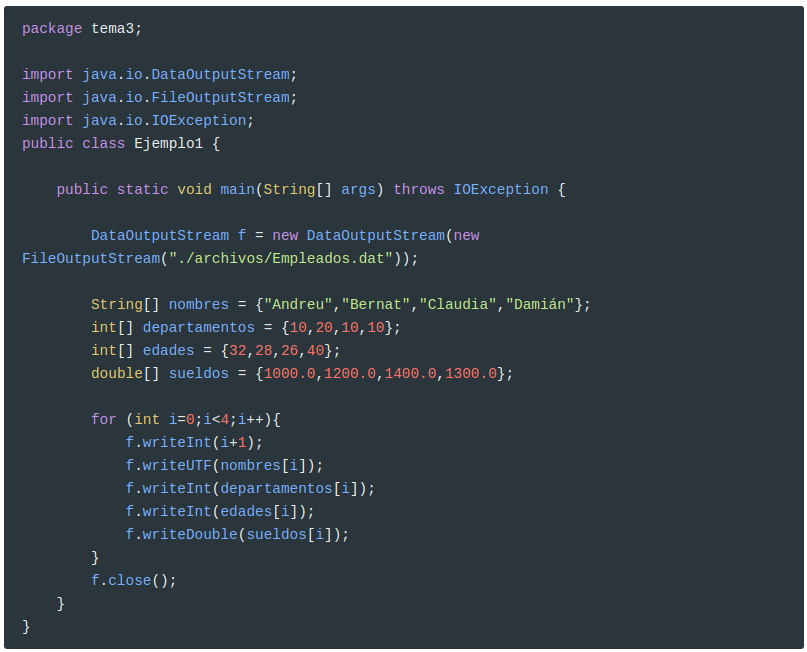 package tema3;
import java.io.DataOutputStream;
import java.io.FileOutputStream;
import java.io.IOException;
public class Ejemplo1 {
    public static void main(String[] args) throws IOException {
        DataOutputStream f = new DataOutputStream(new
FileOutputStream("./archivos/Empleados.dat"));
        String[] nombres = {"Andreu","Bernat","Claudia","Damián"};
        int[] departamentos = {10,20,10,10};
        int[] edades = {32,28,26,40};
        double[] sueldos = {1000.0,1200.0,1400.0,1300.0};
        for (int i=0;i<4;i++){
            f.writeInt(i+1);
            f.writeUTF(nombres[i]);
            f.writeInt(departamentos[i]);
            f.writeInt(edades[i]);
            f.writeDouble(sueldos[i]);
        }
        f.close();
    }
}